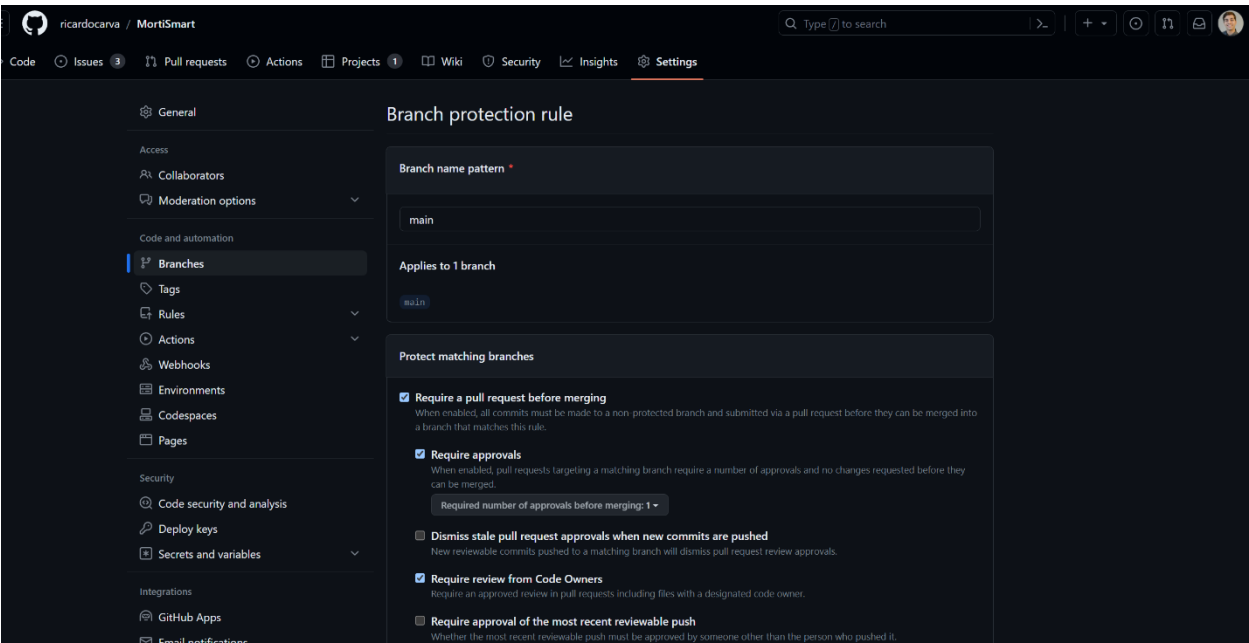 ricardocarva / MortiSmart
Type / to search
Code Issues 3 Pull requests Actions Projects 1 Wiki Security Insights Settings
General
Access
Collaborators
Moderation options
Code and automation
Branches
Tags
Rules
Actions
Webhooks
Environments
Codespaces
Pages
Security
Code security and analysis
Deploy keys
Secrets and variables
Integrations
GitHub Apps
Email notifications
Branch protection rule
Branch name pattern *
main
Applies to 1 branch
main
Protect matching branches
Require a pull request before merging
When enabled, all commits must be made to a non-protected branch and submitted via a pull request before they can be merged into
a branch that matches this rule.
Require approvals
When enabled, pull requests targeting a matching branch require a number of approvals and no changes requested before they
can be merged.
Required number of approvals before merging: 1
Dismiss stale pull request approvals when new commits are pushed
New reviewable commits pushed to a matching branch will dismiss pull request review approvals.
Require review from Code Owners
Require an approved review in pull requests including files with a designated code owner.
Require approval of the most recent reviewable push
Whether the most recent reviewable push must be approved by someone other than the person who pushed it.